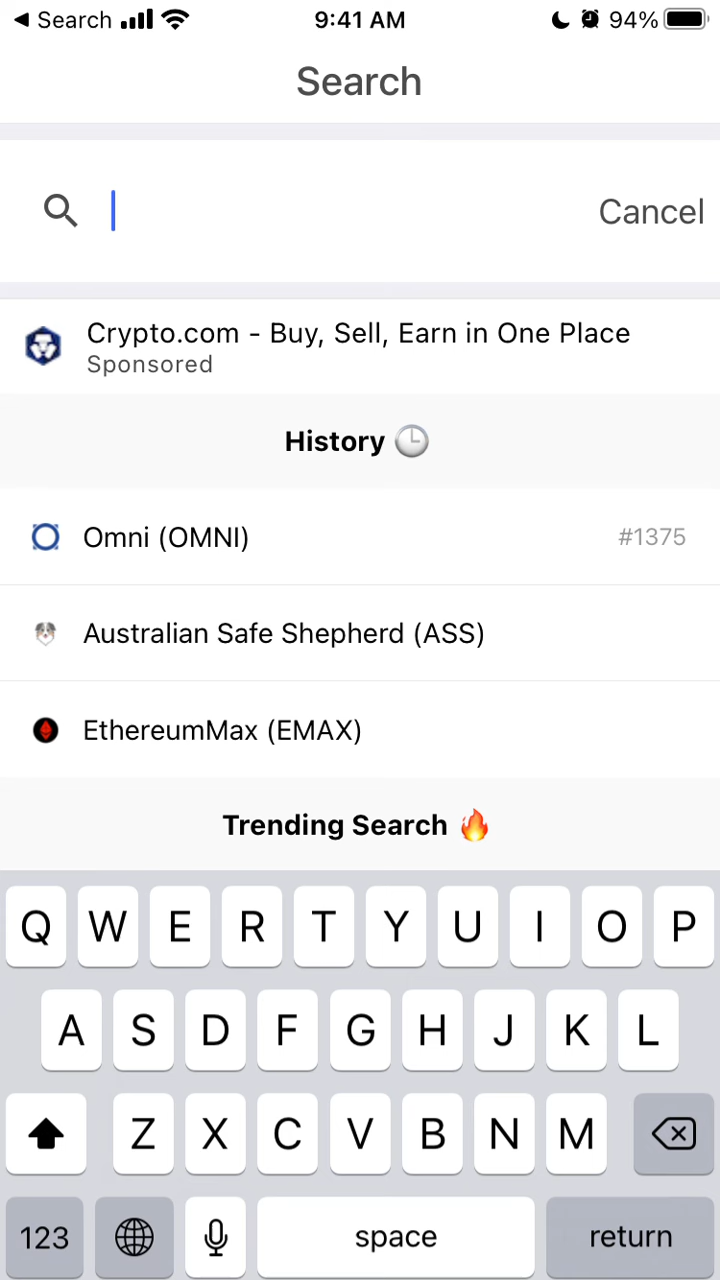 Search 9:41 AM 94%
Search
Cancel
Crypto.com - Buy, Sell, Earn in One Place
Sponsored
History
Omni (OMNI) #1375
Australian Safe Shepherd (ASS)
EthereumMax (EMAX)
Trending Search
Q W E R T Y U I O P
A S D F G H J K L
Z X C V B N M
123 space return